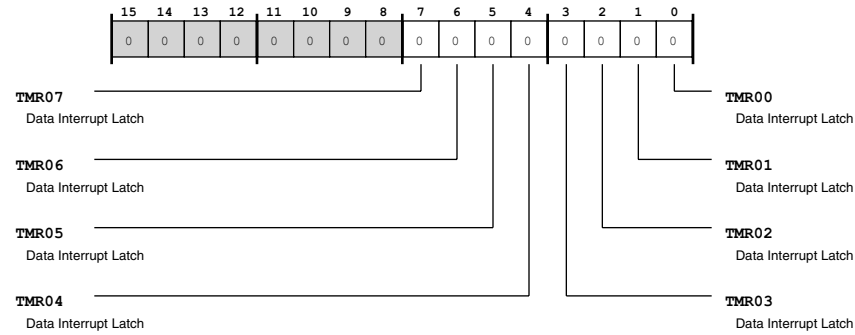 15 14 13 12 11 10 9 8 7 6 5 4 3 2 1 0
0 0 0 0 0 0 0 0 0 0 0 0 0 0 0 0
TMR07
Data Interrupt Latch
TMR00
Data Interrupt Latch
TMR06
Data Interrupt Latch
TMR01
Data Interrupt Latch
TMR05
Data Interrupt Latch
TMR02
Data Interrupt Latch
TMR04
Data Interrupt Latch
TMR03
Data Interrupt Latch